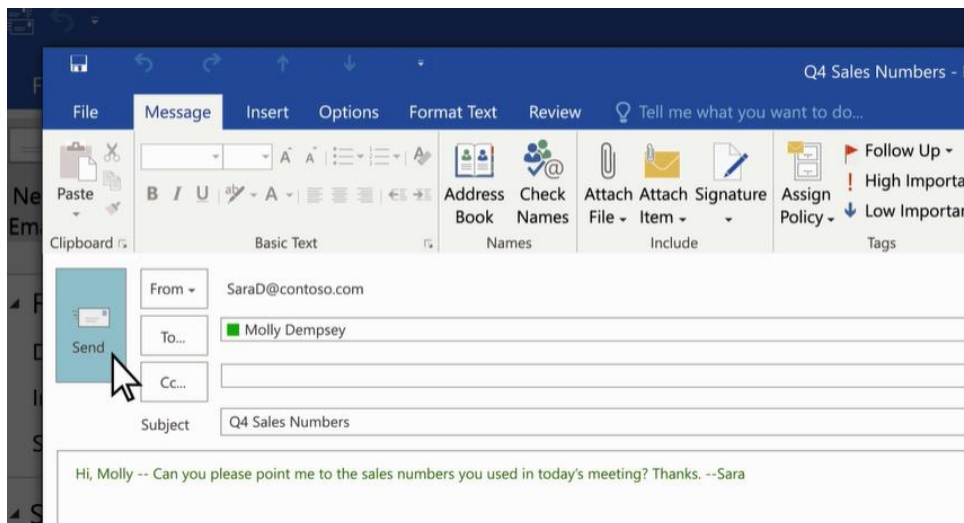 Q4 Sales Numbers -
File Message Insert Options Format Text Review Tell me what you want to do...
Follow Up
High Importa
Paste B I U A Address Check Attach Attach Signature Assign
Book Names File Item Policy Low Importan
Clipboard Basic Text Names Include Tags
From SaraD@contoso.com
To... Molly Dempsey
Send
Cc...
Subject Q4 Sales Numbers
Hi, Molly -- Can you please point me to the sales numbers you used in today's meeting? Thanks. --Sara